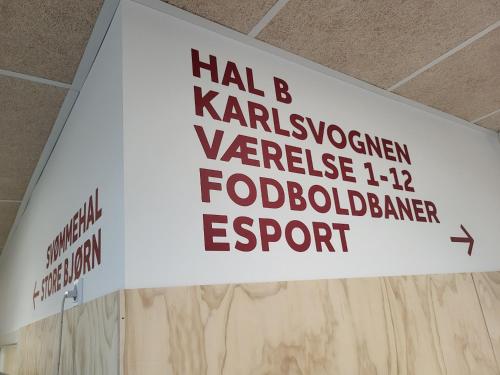 SVØMMEHAL
← STORE BJØRN
HAL B
KARLSVOGNEN
VÆRELSE 1-12
FODBOLDBANER
ESPORT →